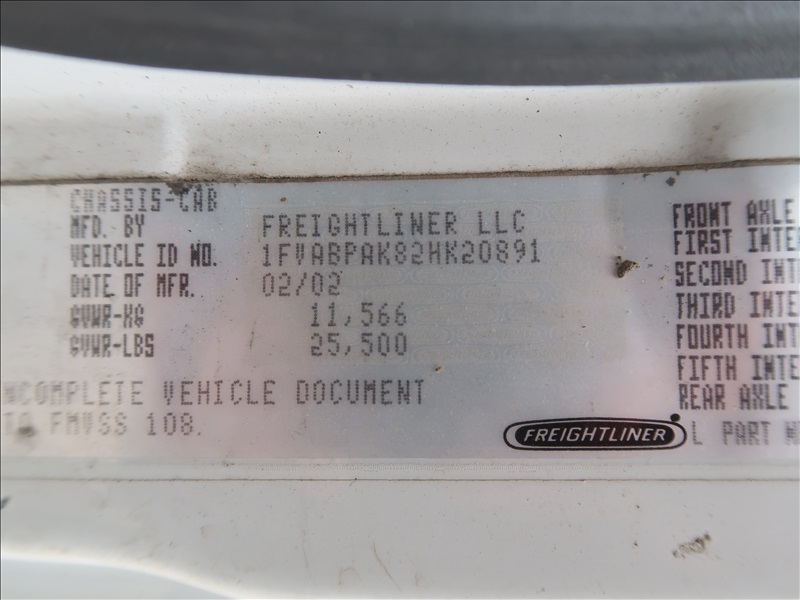 CHASSIS-CAB
MFD. BY FREIGHTLINER LLC
VEHICLE ID NO. 1FVABPAK82HK20891
DATE OF MFR. 02/02
GVWR-KG 11,566
GVWR-LBS 25,500
NCOMPLETE VEHICLE DOCUMENT
TO FMVSS 108.
FREIGHTLINER
FRONT AXLE
FIRST INTE
SECOND INT
THIRD INTE
FOURTH INT
FIFTH INTE
REAR AXLE
L PART N